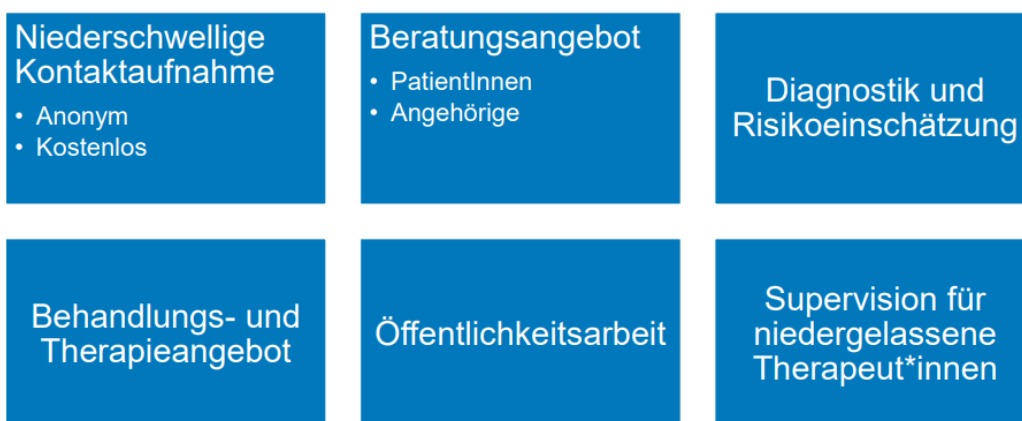 Niederschwellige
Kontaktaufnahme
• Anonym
• Kostenlos
Beratungsangebot
• PatientInnen
• Angehörige
Diagnostik und
Risikoeinschätzung
Behandlungs- und
Therapieangebot
Öffentlichkeitsarbeit
Supervision für
niedergelassene
Therapeut*innen